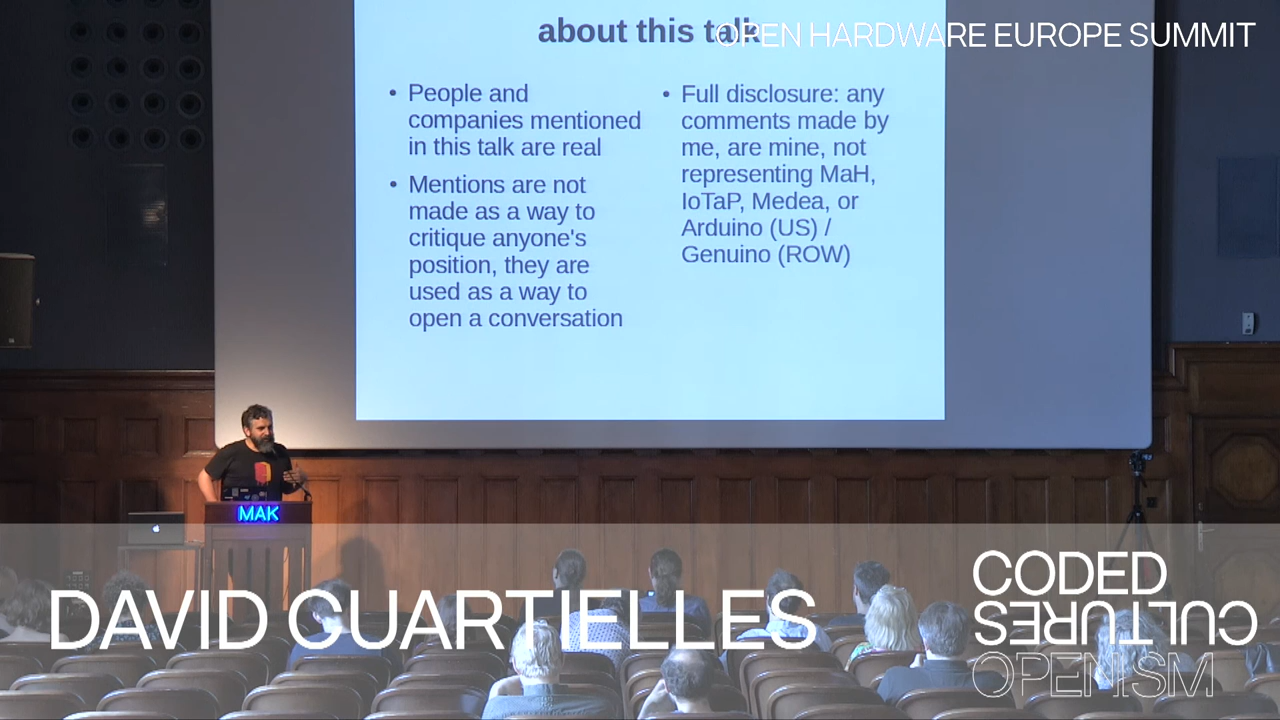 about this talk
OPEN HARDWARE EUROPE SUMMIT
• People and
companies mentioned
in this talk are real
• Mentions are not
made as a way to
critique anyone's
position, they are
used as a way to
open a conversation
• Full disclosure: any
comments made by
me, are mine, not
representing MaH,
IoTaP, Medea, or
Arduino (US) /
Genuino (ROW)
MAK
DAVID CUARTIELLES
CODED
CULTURES
OPENISM